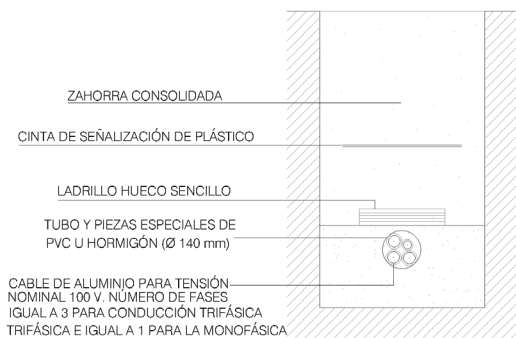 ZAHORRA CONSOLIDADA
CINTA DE SEÑALIZACIÓN DE PLÁSTICO
LADRILLO HUECO SENCILLO
TUBO Y PIEZAS ESPECIALES DE
PVC U HORMIGÓN (Ø 140 mm)
CABLE DE ALUMINIO PARA TENSIÓN
NOMINAL 100 V. NÚMERO DE FASES
IGUAL A 3 PARA CONDUCCIÓN TRIFÁSICA
TRIFÁSICA E IGUAL A 1 PARA LA MONOFÁSICA